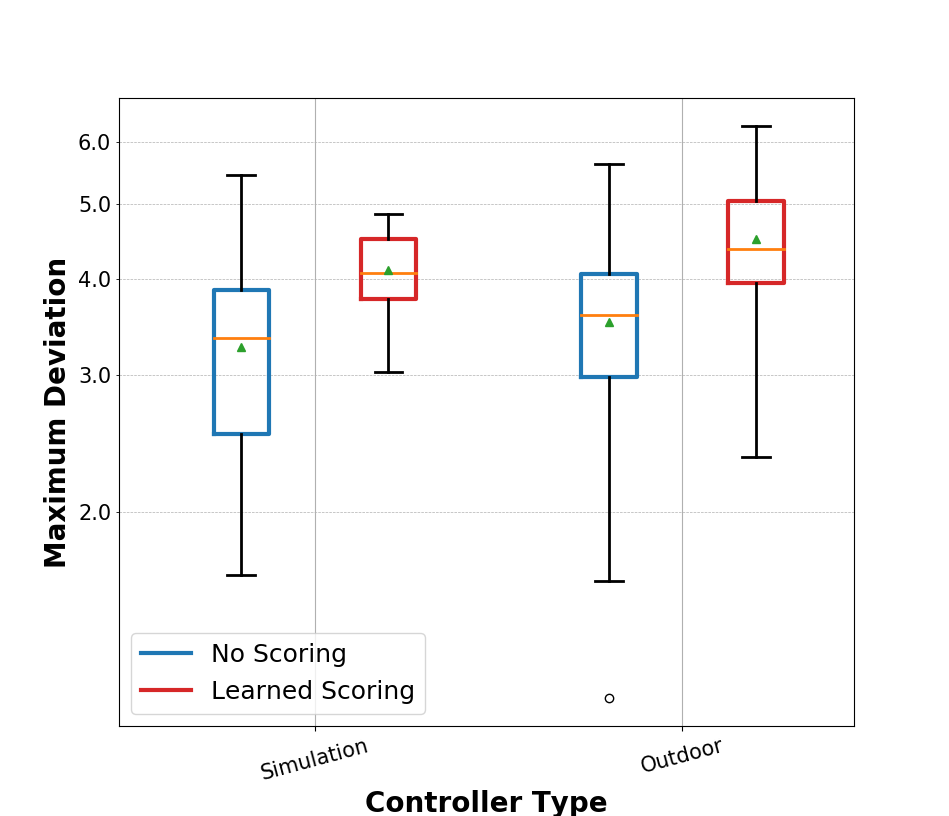 6.0
5.0
4.0
3.0
2.0
Maximum Deviation
No Scoring
Learned Scoring
Simulation
Outdoor
Controller Type